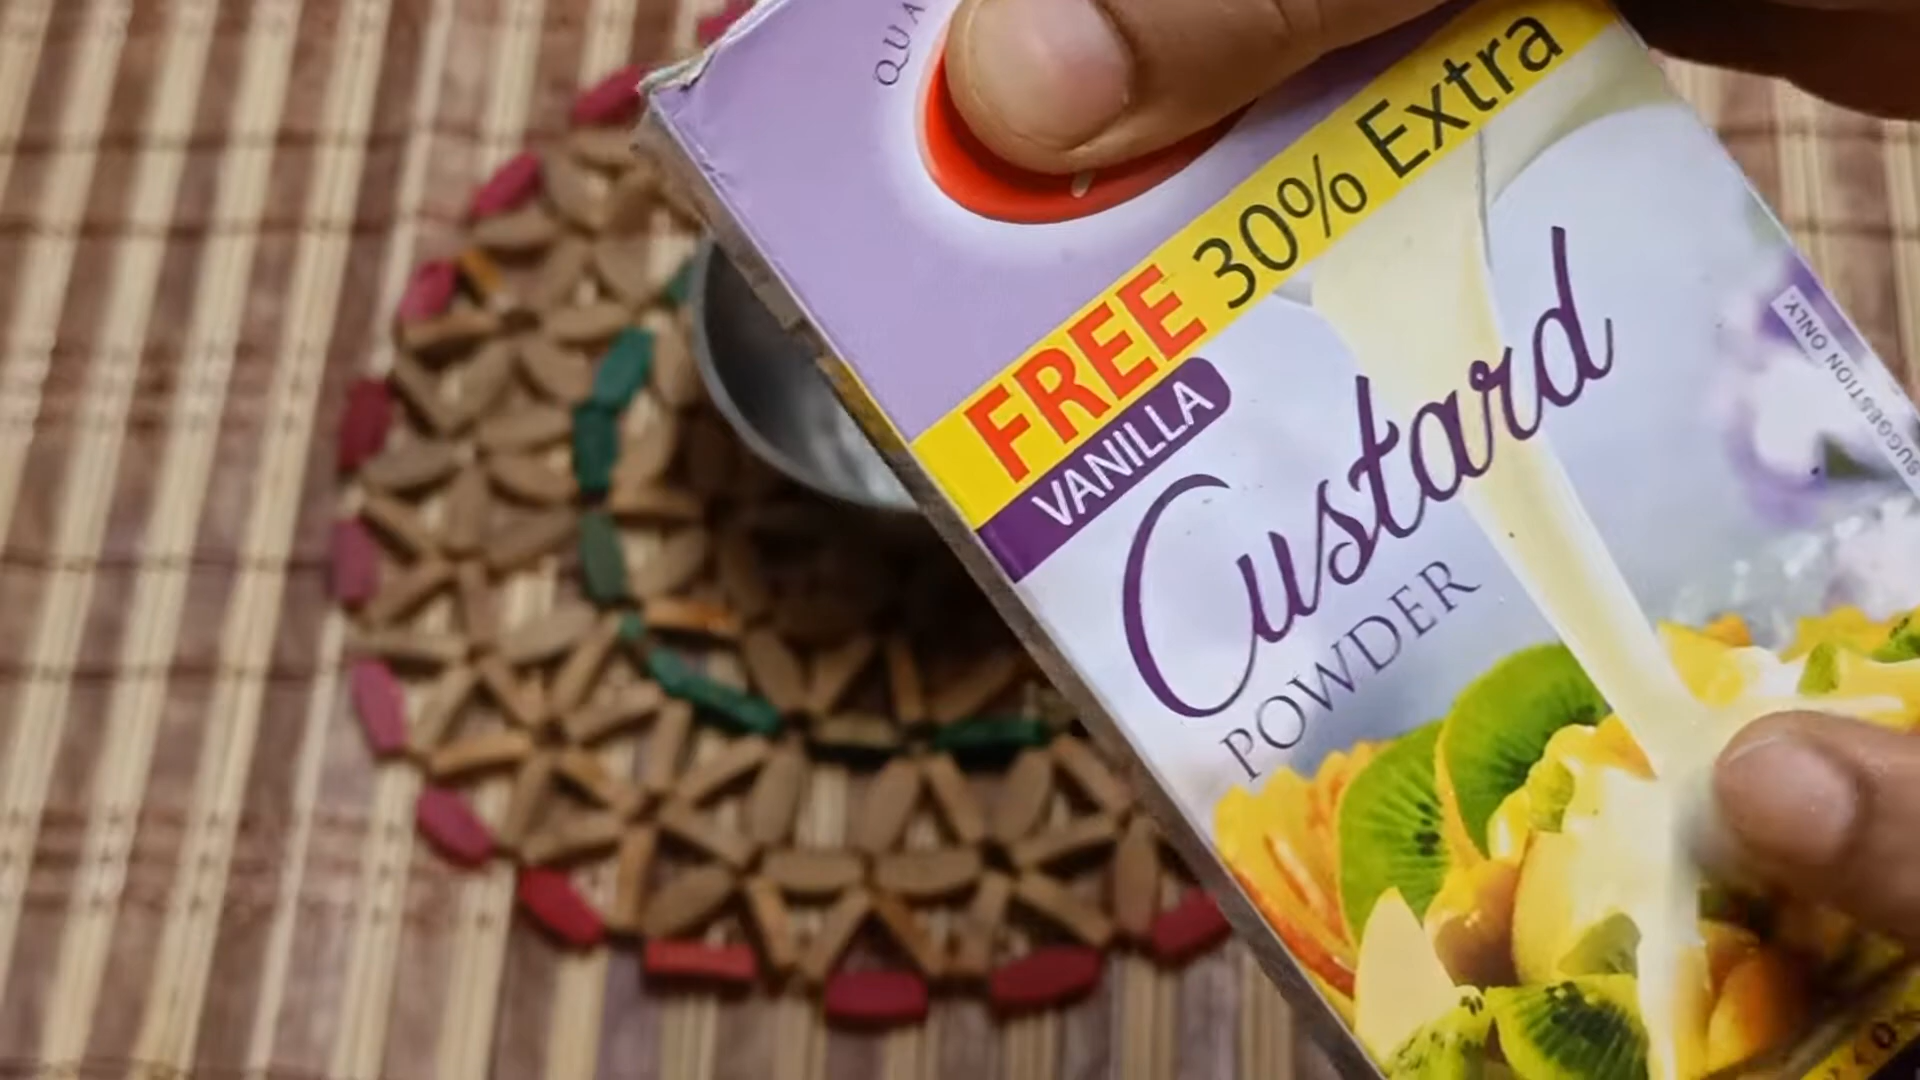 FREE 30% Extra
VANILLA
Custard
POWDER
SUGGESTION ONLY.